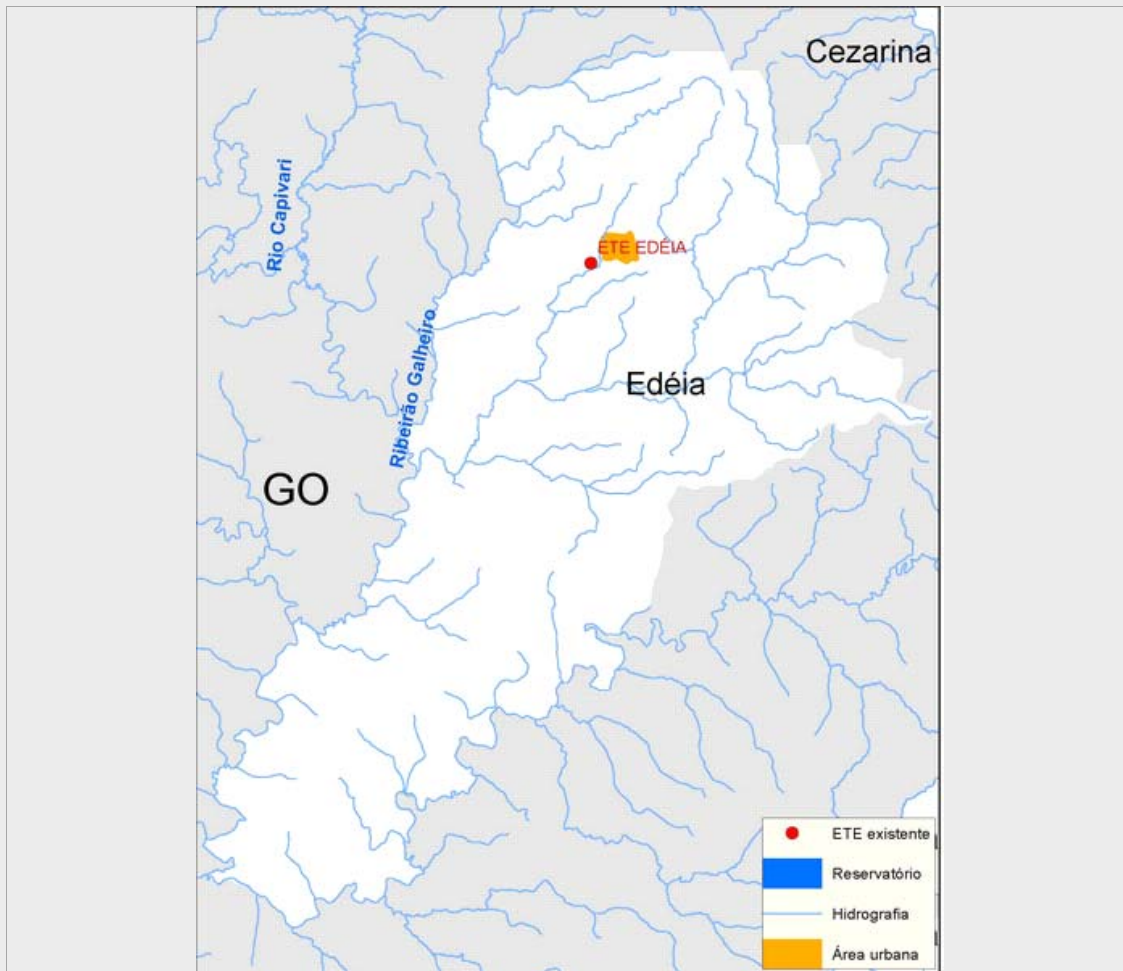 Cezarina
Rio Capivari
ETE EDÉIA
Ribeirão Galheiro
Edéia
GO
ETE existente
Reservatório
Hidrografia
Área urbana